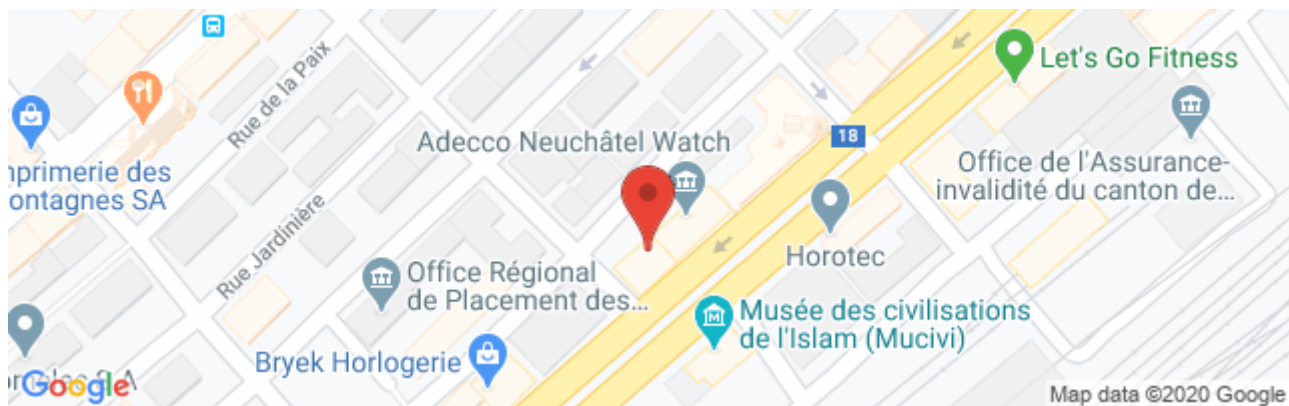 Rue de la Paix
Let's Go Fitness
18
Adecco Neuchâtel Watch
Office de l'Assurance-
invalidité du canton de...
nprimerie des
ontagnes SA
Rue Jardinière
Horotec
Office Régional
de Placement des...
Musée des civilisations
de l'Islam (Mucivi)
Bryek Horlogerie
Google
Map data ©2020 Google